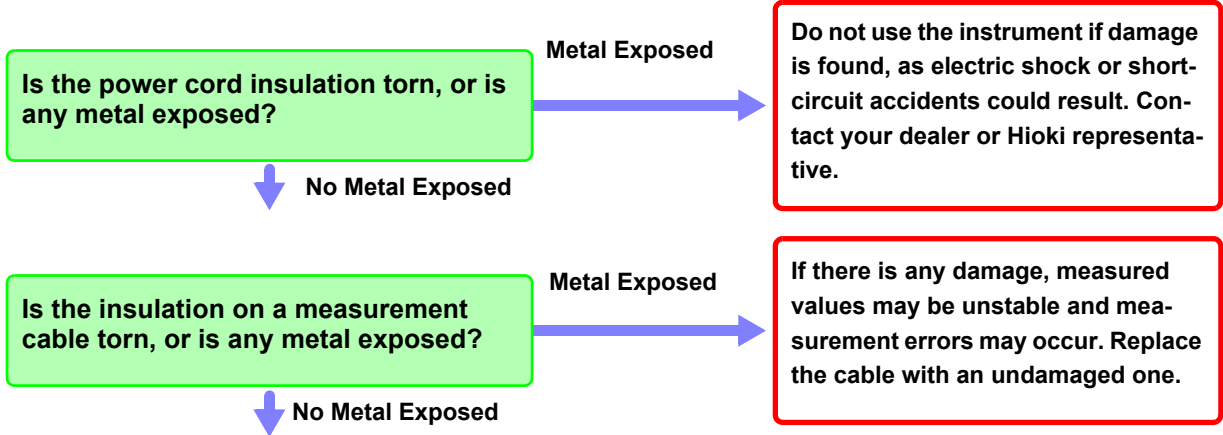 Is the power cord insulation torn, or is
any metal exposed?
Metal Exposed
Do not use the instrument if damage
is found, as electric shock or short-
circuit accidents could result. Con-
tact your dealer or Hioki representa-
tive.
No Metal Exposed
Is the insulation on a measurement
cable torn, or is any metal exposed?
Metal Exposed
If there is any damage, measured
values may be unstable and mea-
surement errors may occur. Replace
the cable with an undamaged one.
No Metal Exposed